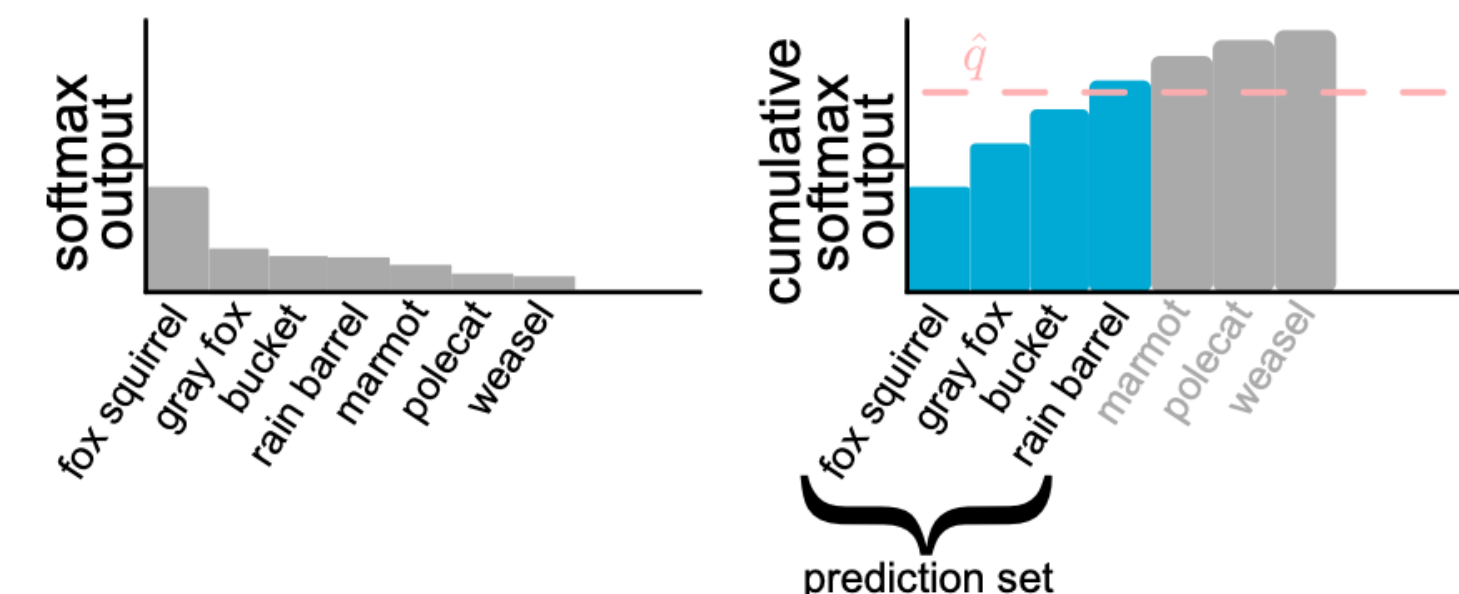 softmax
output
fox squirrel
gray fox
bucket
rain barrel
marmot
polecat
weasel
cumulative
softmax
output
q̂
fox squirrel
gray fox
bucket
rain barrel
marmot
polecat
weasel
prediction set